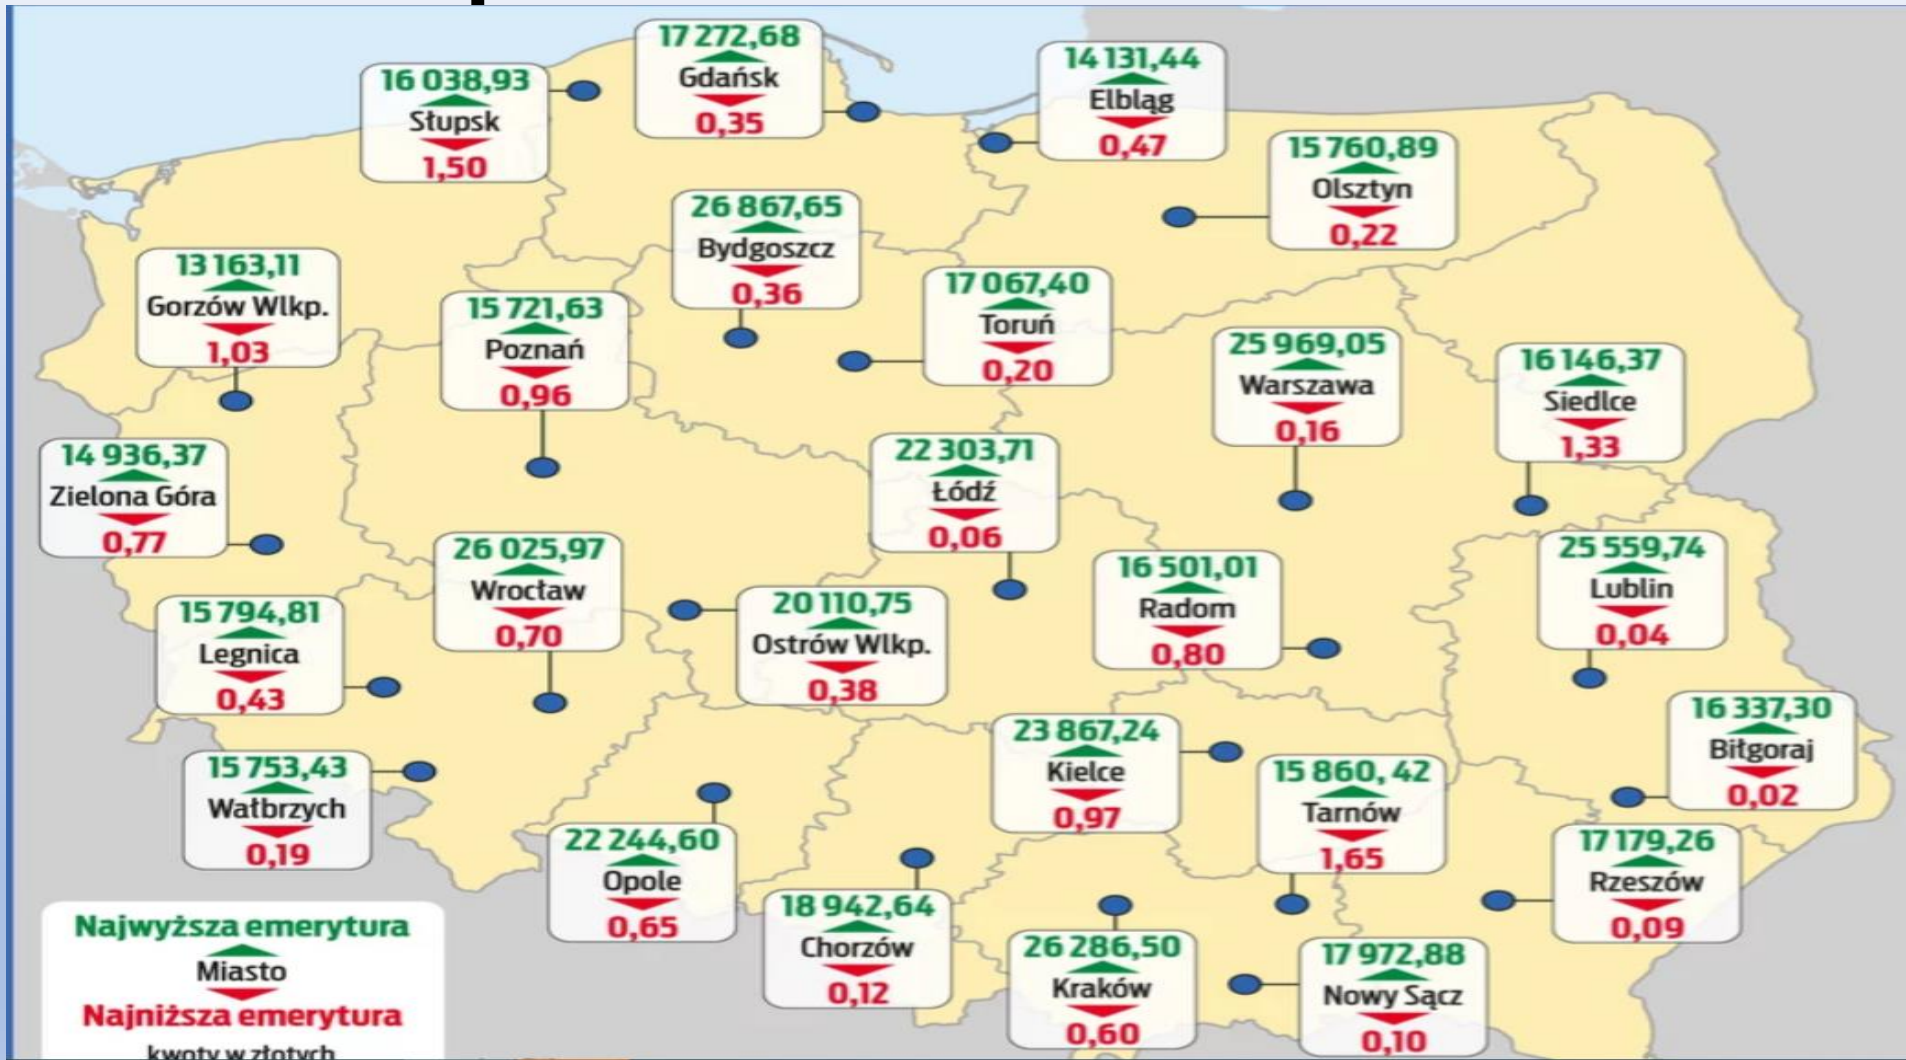 17 272,68
Gdańsk
0,35
16 038,93
Słupsk
1,50
14 131,44
Elbląg
0,47
15 760,89
Olsztyn
0,22
26 867,65
Bydgoszcz
0,36
13 163,11
Gorzów Wlkp.
1,03
15 721,63
Poznań
0,96
17 067,40
Toruń
0,20
25 969,05
Warszawa
0,16
16 146,37
Siedlce
1,33
14 936,37
Zielona Góra
0,77
22 303,71
Łódź
0,06
26 025,97
Wrocław
0,70
16 501,01
Radom
0,80
25 559,74
Lublin
0,04
15 794,81
Legnica
0,43
20 110,75
Ostrów Wlkp.
0,38
16 337,30
Biłgoraj
0,02
23 867,24
Kielce
0,97
15 753,43
Wałbrzych
0,19
15 860, 42
Tarnów
1,65
22 244,60
Opole
0,65
17 179,26
Rzeszów
0,09
18 942,64
Chorzów
0,12
26 286,50
Kraków
0,60
17 972,88
Nowy Sącz
0,10
Najwyższa emerytura
Miasto
Najniższa emerytura
kwoty w złotych